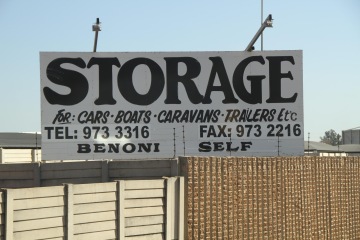 STORAGE
FOR: CARS · BOATS · CARAVANS · TRAILERS Etc
TEL: 973 3316 FAX: 973 2216
BENONI SELF